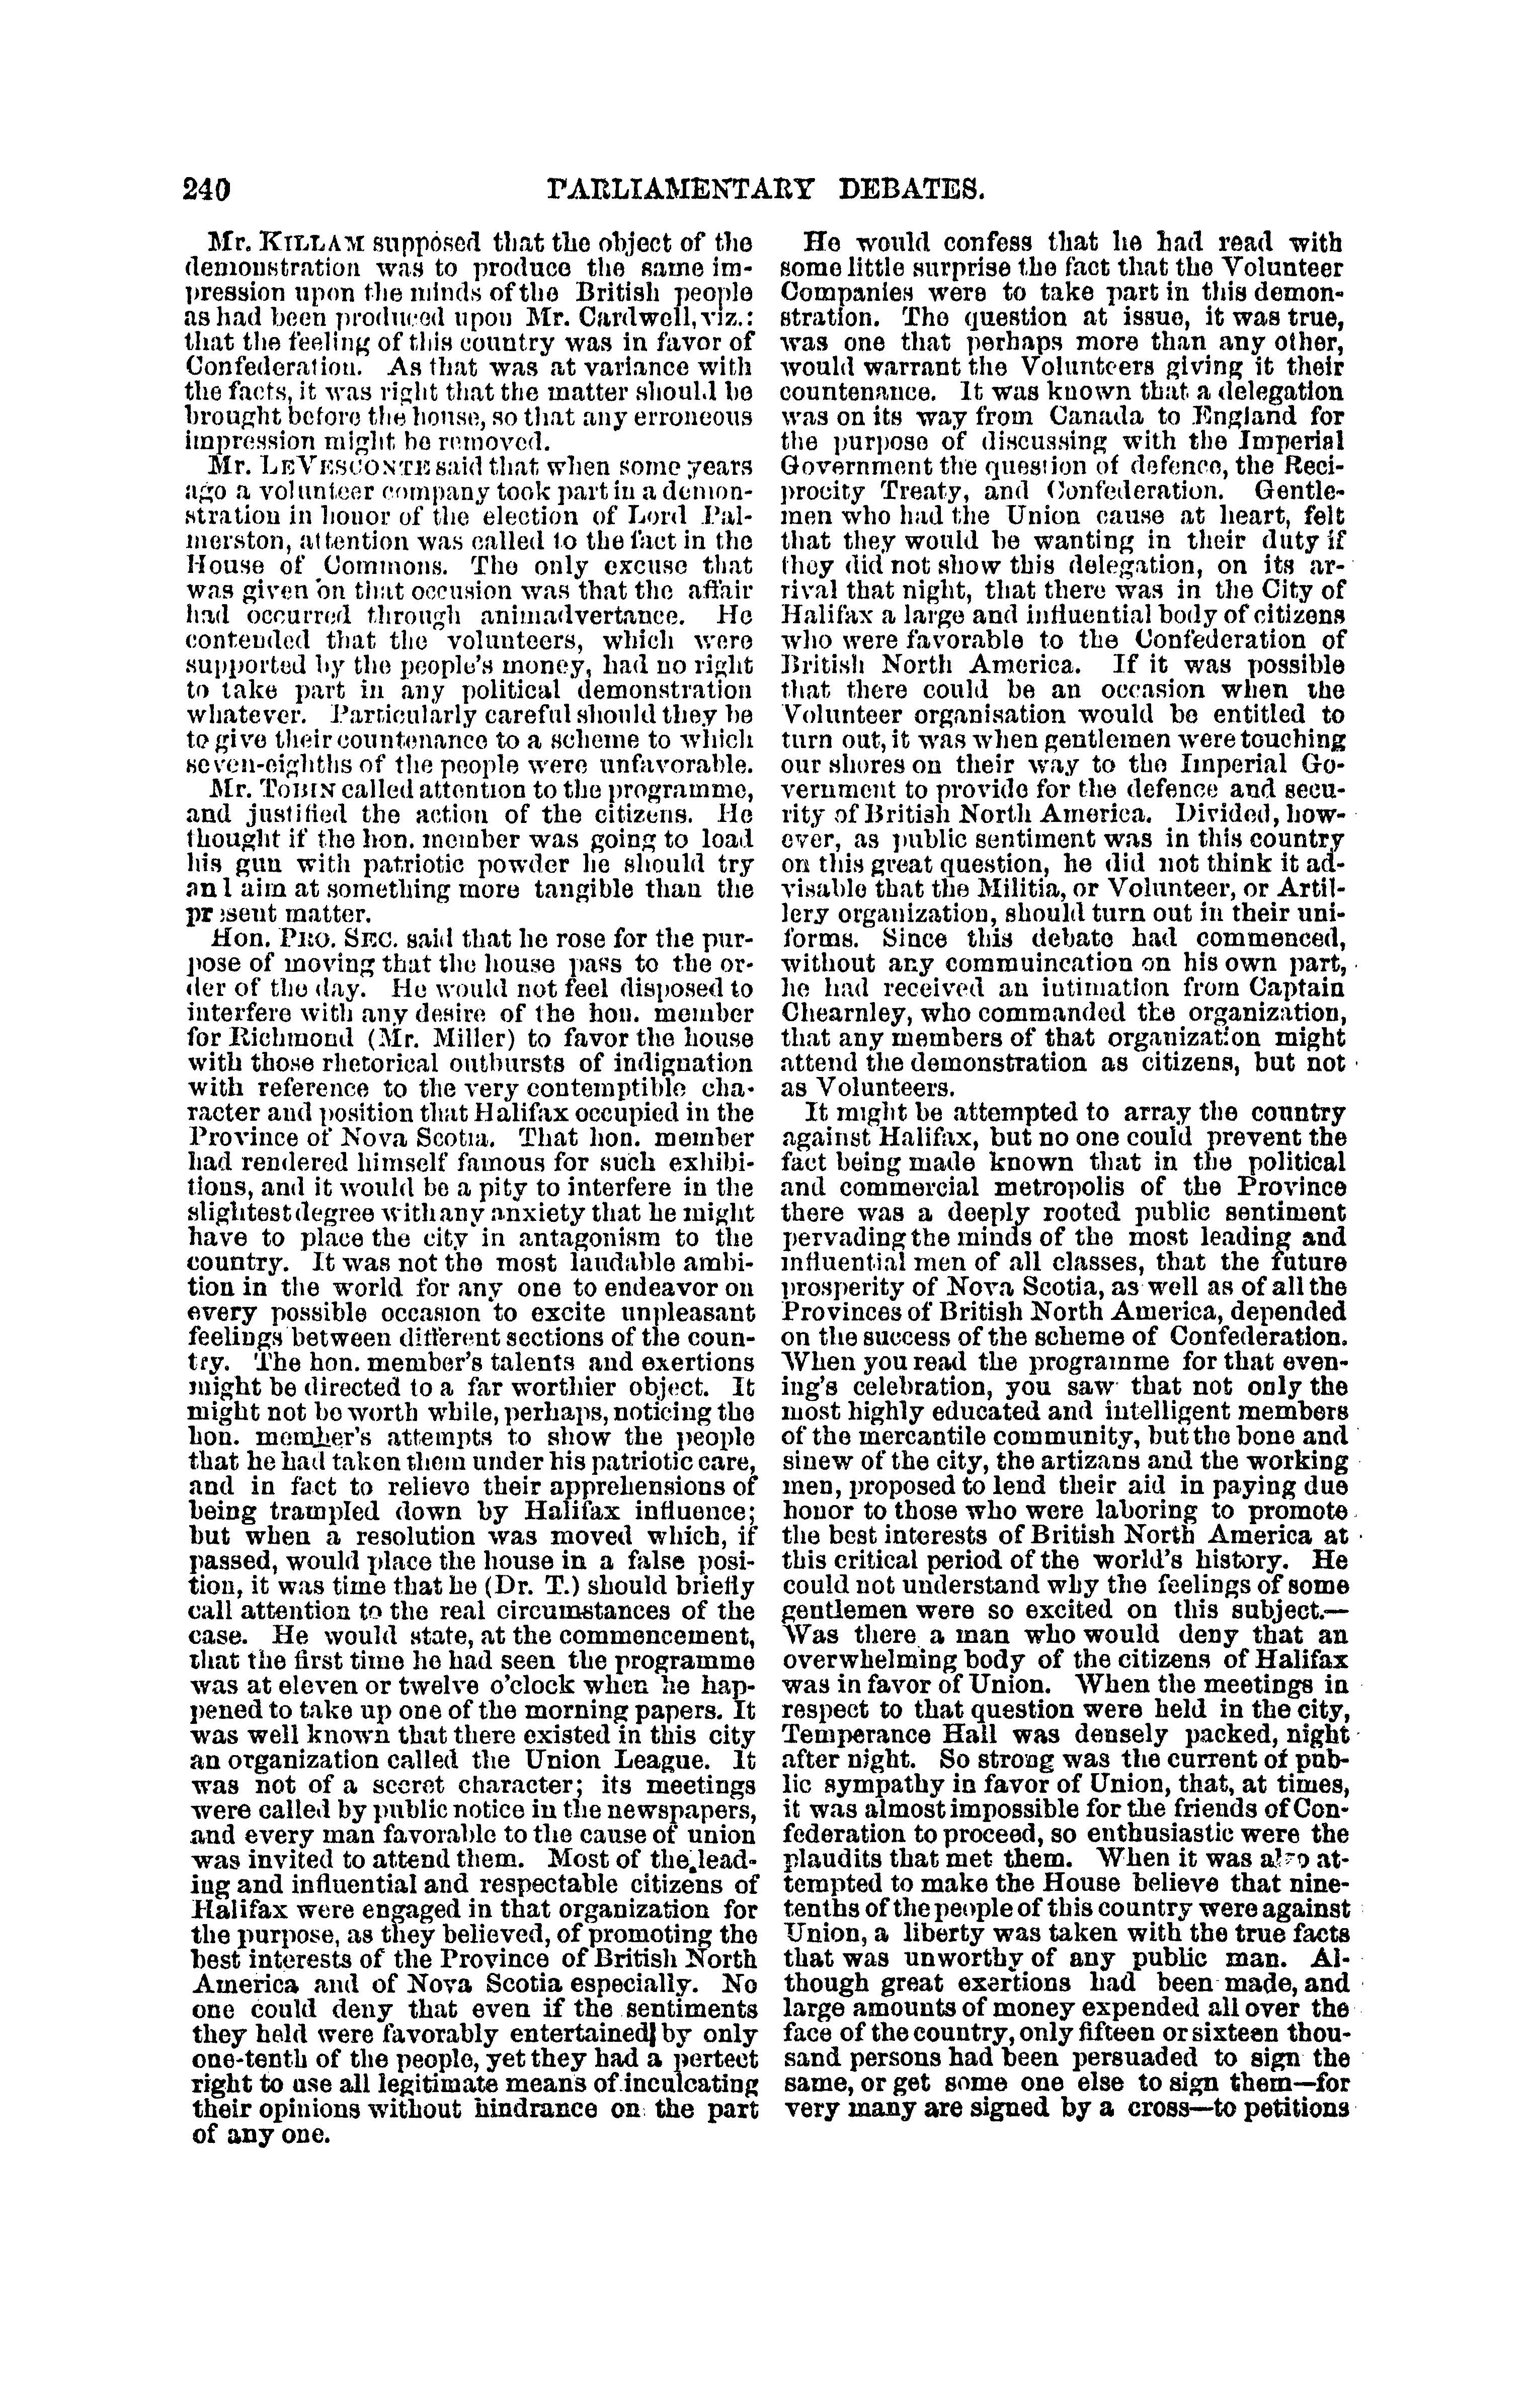 240 PARLIAMENTARY DEBATES.
Mr. KILLAM supposed that the object of the
demonstration was to produce the same im-
pression upon the minds of the British people
as had been produced upon Mr. Cardwell, viz.:
that the feeling of this country was in favor of
Confederation. As that was at variance with
the facts, it was right that the matter should be
brought before the house, so that any erroneous
impression might be removed.
Mr. LEVESCONTE said that when some years
ago a volunteer company took part in a demon-
stration in honor of the election of Lord Pal-
merston, attention was called to the fact in the
House of Commons. The only excuse that
was given on that occusion was that the affair
had occurred through animadvertance. He
contended that the volunteers, which were
supported by the people's money, had no right
to take part in any political demonstration
whatever. Particularly careful should they be
to give their countenance to a scheme to which
seven-eighths of the people were unfavorable.
Mr. TOBIN called attention to the programme,
and justified the action of the citizens. He
thought if the hon. member was going to load
his gun with patriotic powder he should try
an l aim at something more tangible than the
present matter.
Hon. PRO. SEC. said that he rose for the pur-
pose of moving that the house pass to the or-
der of the day. He would not feel disposed to
interfere with any desire of the hon. member
for Richmond (Mr. Miller) to favor the house
with those rhetorical outbursts of indignation
with reference to the very contemptible cha-
racter and position that Halifax occupied in the
Province of Nova Scotia. That hon. member
had rendered himself famous for such exhibi-
tions, and it would be a pity to interfere in the
slightest degree with any anxiety that he might
have to place the city in antagonism to the
country. It was not the most laudable ambi-
tion in the world for any one to endeavor on
every possible occasion to excite unpleasant
feelings between different sections of the coun-
try. The hon. member's talents and exertions
might be directed to a far worthier object. It
might not be worth while, perhaps, noticing the
hon. member's attempts to show the people
that he had taken them under his patriotic care,
and in fact to relieve their apprehensions of
being trampled down by Halifax influence;
but when a resolution was moved which, if
passed, would place the house in a false posi-
tion, it was time that he (Dr. T.) should briefly
call attention to the real circumstances of the
case. He would state, at the commencement,
that the first time he had seen the programme
was at eleven or twelve o'clock when he hap-
pened to take up one of the morning papers. It
was well known that there existed in this city
an organization called the Union League. It
was not of a secret character; its meetings
were called by public notice in the newspapers,
and every man favorable to the cause of union
was invited to attend them. Most of the lead-
ing and influential and respectable citizens of
Halifax were engaged in that organization for
the purpose, as they believed, of promoting the
best interests of the Province of British North
America and of Nova Scotia especially. No
one could deny that even if the sentiments
they held were favorably entertained by only
one-tenth of the people, yet they had a pertect
right to use all legitimate means of inculcating
their opinions without hindrance on the part
of any one.
He would confess that he had read with
some little surprise the fact that the Volunteer
Companies were to take part in this demon-
stration. The question at issue, it was true,
was one that perhaps more than any other,
would warrant the Volunteers giving it their
countenance. It was known that a delegation
was on its way from Canada to England for
the purpose of discussing with the Imperial
Government the question of defence, the Reci-
procity Treaty, and Confederation. Gentle-
men who had the Union cause at heart, felt
that they would be wanting in their duty if
they did not show this delegation, on its ar-
rival that night, that there was in the City of
Halifax a large and influential body of citizens
who were favorable to the Confederation of
British North America. If it was possible
that there could be an occasion when the
Volunteer organisation would be entitled to
turn out, it was when gentlemen were touching
our shores on their way to the Imperial Go-
vernment to provide for the defence and secu-
rity of British North America. Divided, how-
ever, as public sentiment was in this country
on this great question, he did not think it ad-
visable that the Militia, or Volunteer, or Artil-
lery organization, should turn out in their uni-
forms. Since this debate had commenced,
without any commuincation on his own part,
he had received an intimation from Captain
Chearnley, who commanded the organization,
that any members of that organization might
attend the demonstration as citizens, but not
as Volunteers.
It might be attempted to array the country
against Halifax, but no one could prevent the
fact being made known that in the political
and commercial metropolis of the Province
there was a deeply rooted public sentiment
pervading the minds of the most leading and
influential men of all classes, that the future
prosperity of Nova Scotia, as well as of all the
Provinces of British North America, depended
on the success of the scheme of Confederation.
When you read the programme for that even-
ing's celebration, you saw that not only the
most highly educated and intelligent members
of the mercantile community, but the bone and
sinew of the city, the artizans and the working
men, proposed to lend their aid in paying due
honor to those who were laboring to promote
the best interests of British North America at
this critical period of the world's history. He
could not understand why the feelings of some
gentlemen were so excited on this subject.—
Was there a man who would deny that an
overwhelming body of the citizens of Halifax
was in favor of Union. When the meetings in
respect to that question were held in the city,
Temperance Hall was densely packed, night
after night. So strong was the current of pub-
lic sympathy in favor of Union, that, at times,
it was almost impossible for the friends of Con-
federation to proceed, so enthusiastic were the
plaudits that met them. When it was also at-
tempted to make the House believe that nine-
tenths of the people of this country were against
Union, a liberty was taken with the true facts
that was unworthy of any public man. Al-
though great exertions had been made, and
large amounts of money expended all over the
face of the country, only fifteen or sixteen thou-
sand persons had been persuaded to sign the
same, or get some one else to sign them—for
very many are signed by a cross—to petitions